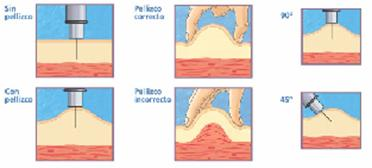 Sin
pellizco
Pellizco
correcto
90°
Con
pellizco
Pellizco
incorrecto
45°